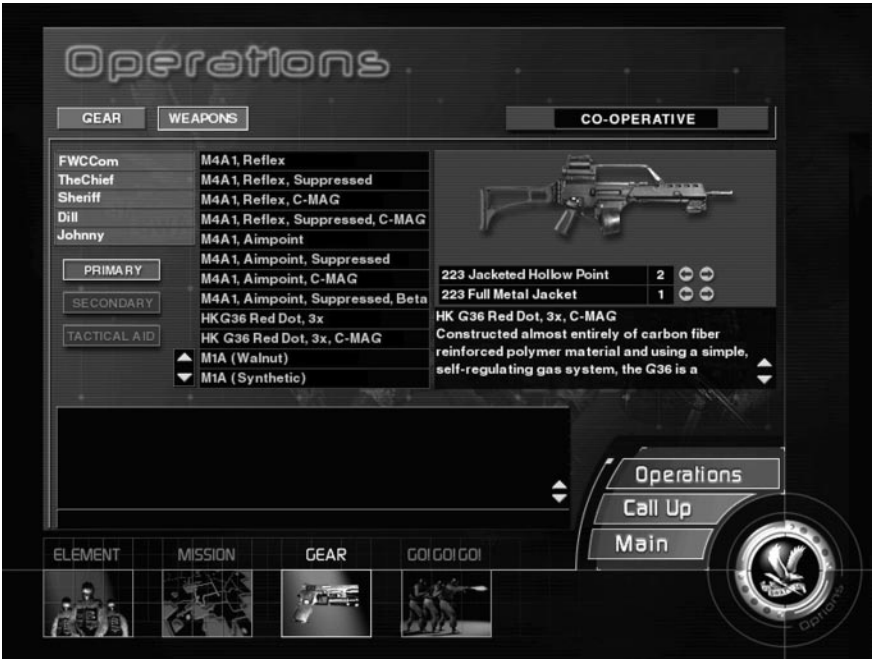 Operations
GEAR
WEAPONS
CO-OPERATIVE
FWCCom
TheChief
Sheriff
Dill
Johnny
PRIMARY
SECONDARY
TACTICAL AID
M4A1, Reflex
M4A1, Reflex, Suppressed
M4A1, Reflex, C-MAG
M4A1, Reflex, Suppressed, C-MAG
M4A1, Aimpoint
M4A1, Aimpoint, Suppressed
M4A1, Aimpoint, C-MAG
M4A1, Aimpoint, Suppressed, Beta
HKG36 Red Dot, 3x
HK G36 Red Dot, 3x, C-MAG
M1A (Walnut)
M1A (Synthetic)
223 Jacketed Hollow Point 2
223 Full Metal Jacket 1
HK G36 Red Dot, 3x, C-MAG
Constructed almost entirely of carbon fiber
reinforced polymer material and using a simple,
self-regulating gas system, the G36 is a
Operations
Call Up
Main
ELEMENT
MISSION
GEAR
GO! GO! GO!
Options